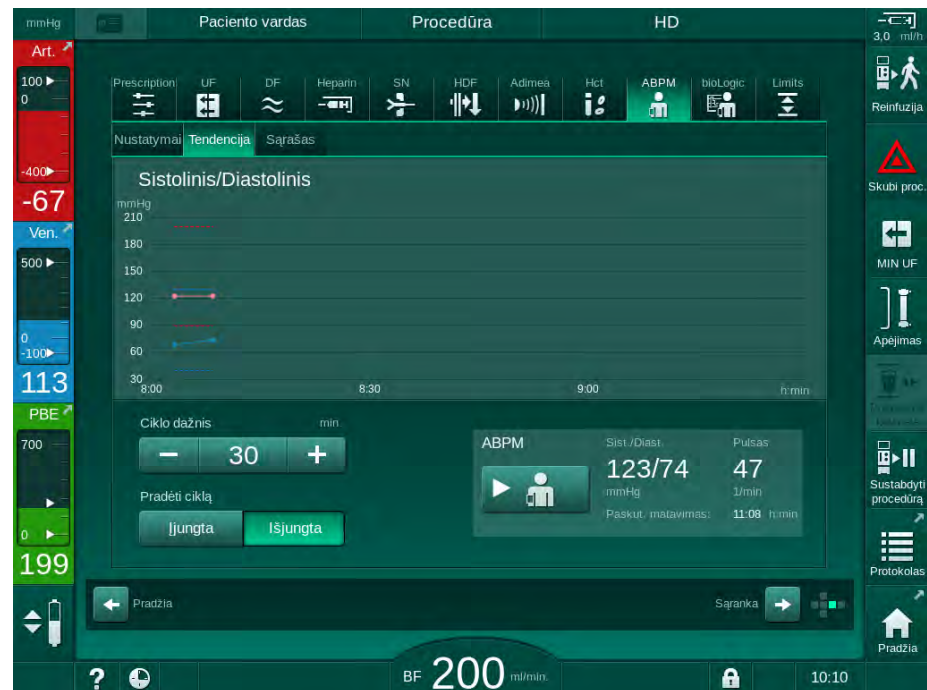 mmHg
Paciento vardas
Procedūra
HD
3,0 ml/h
Art.
100
0
-400
-67
Ven.
500
0
-100
113
PBE
700
0
199
Prescription
UF
DF
Heparin
SN
HDF
Adimea
Hct
ABPM
bioLogic
Limits
Nustatymai
Tendencija
Sąrašas
Sistolinis/Diastolinis
mmHg
210
180
150
120
90
60
30
8:00
8:30
9:00
h:min
Ciklo dažnis
min
30
Pradėti ciklą
Įjungta
Išjungta
ABPM
Sist./Diast.
Pulsas
123/74
47
mmHg
1/min
Paskut. matavimas:
11:08 h:min
Pradžia
Sąranka
Reinfuzija
Skubi proc.
MIN UF
Apėjimas
Sustabdyti
procedūrą
Protokolas
Pradžia
?
BF 200 ml/min.
10:10